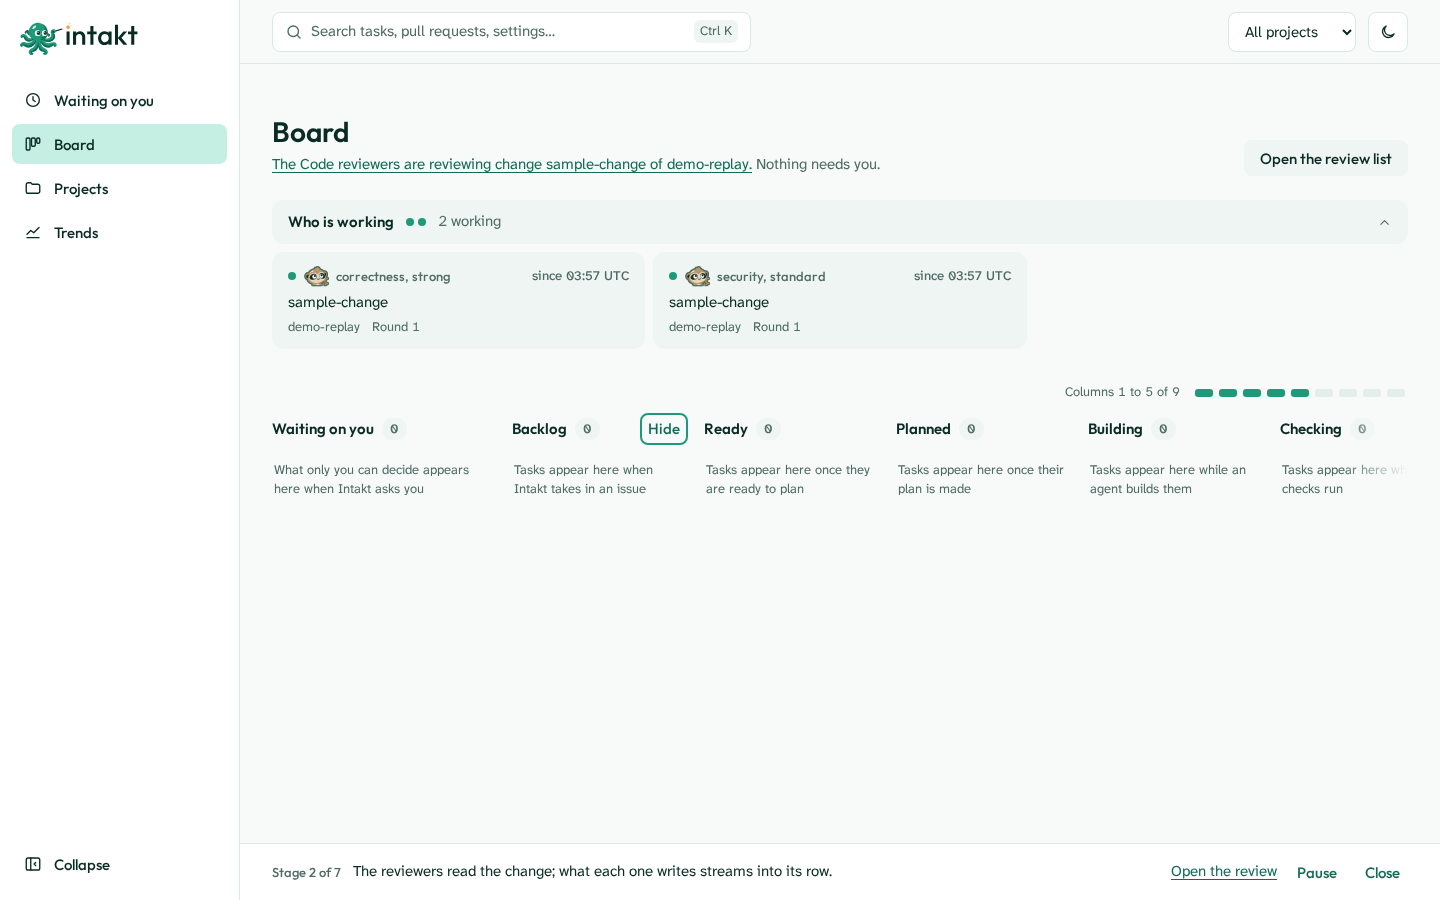 intakt
Search tasks, pull requests, settings...
Ctrl K
All projects
Waiting on you
Board
Projects
Trends
Collapse
Board
The Code reviewers are reviewing change sample-change of demo-replay. Nothing needs you.
Open the review list
Who is working
2 working
correctness, strong
since 03:57 UTC
sample-change
demo-replay Round 1
security, standard
since 03:57 UTC
sample-change
demo-replay Round 1
Columns 1 to 5 of 9
Waiting on you 0
What only you can decide appears
here when Intakt asks you
Backlog 0
Hide
Tasks appear here when
Intakt takes in an issue
Ready 0
Tasks appear here once they
are ready to plan
Planned 0
Tasks appear here once their
plan is made
Building 0
Tasks appear here while an
agent builds them
Checking 0
Tasks appear here
checks run
Stage 2 of 7
The reviewers read the change; what each one writes streams into its row.
Open the review
Pause
Close